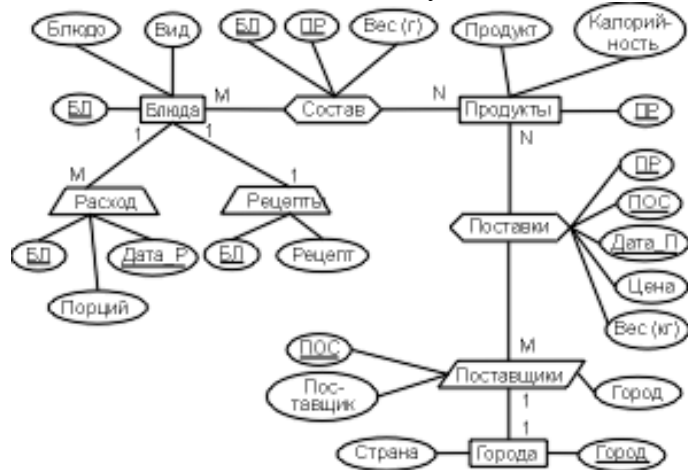 Блюдо
Вид
БЛ
ПР
Вес (г)
Продукт
Калорий-
ность
БЛ
Блюда
M
Состав
N
Продукты
ПР
1
1
N
M
1
ПР
Расход
Рецепты
ПОС
Поставки
БЛ
Дата_Р
БЛ
Рецепт
Дата_П
Цена
Порций
Вес (кг)
ПОС
M
Пос-
тавщик
Поставщики
Город
1
1
Страна
Города
Город